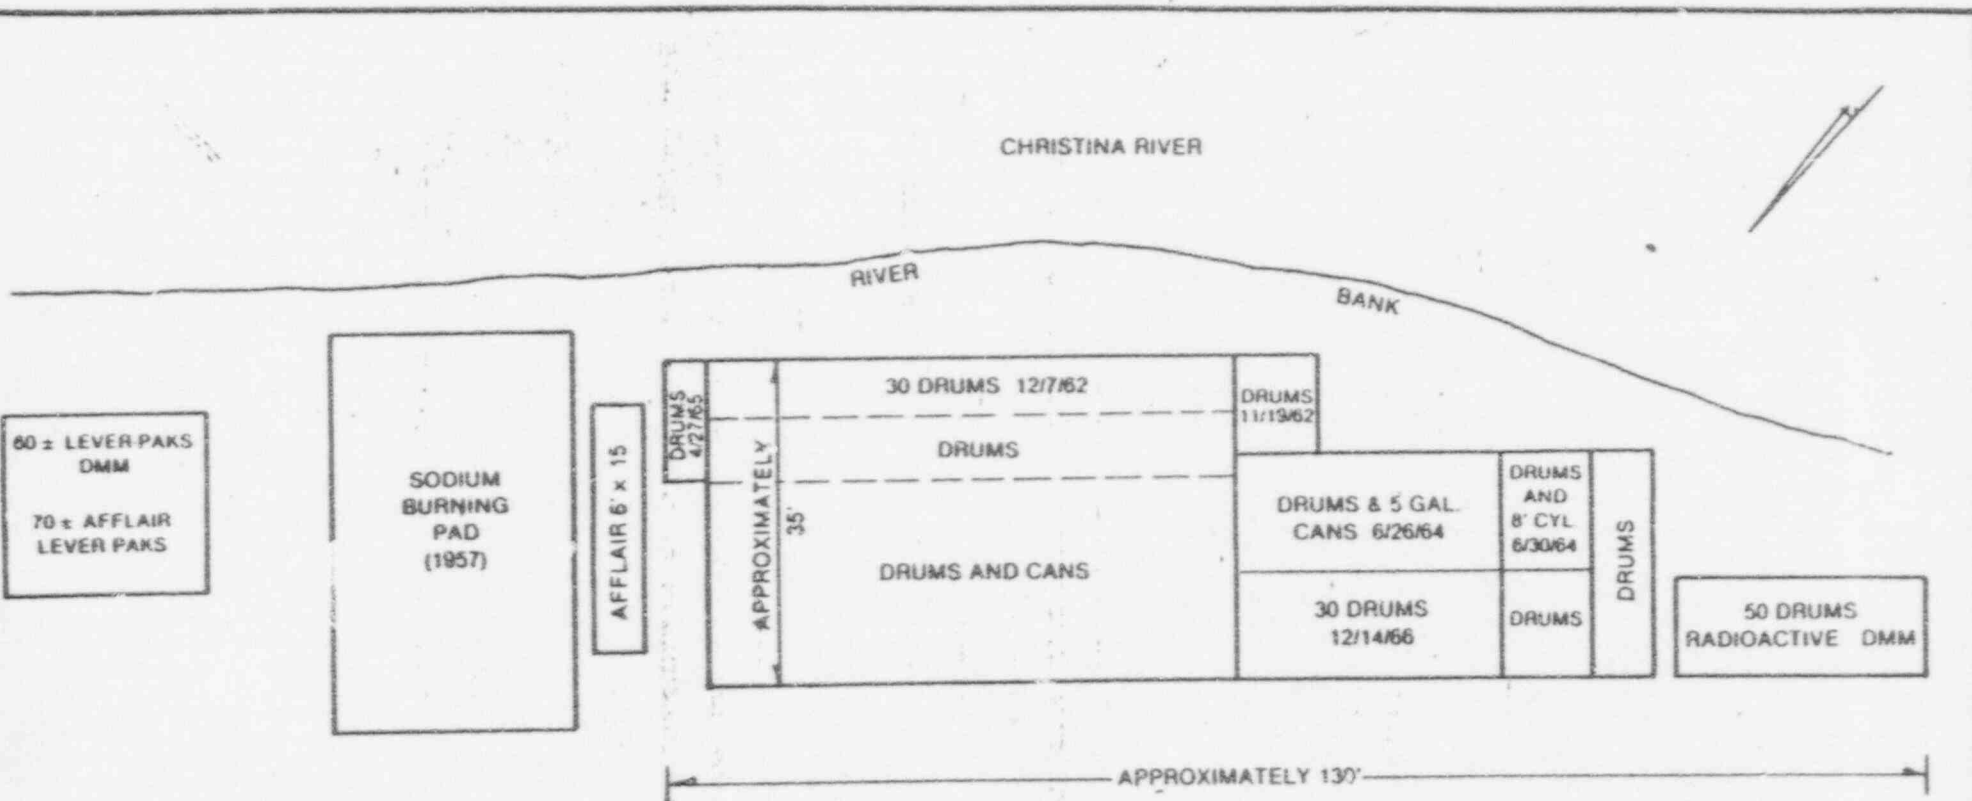 CHRISTINA RIVER
RIVER
BANK
60 ± LEVER PAKS
DMM
70 ± AFFLAIR
LEVER PAKS
SODIUM
BURNING
PAD
(1957)
AFFLAIR 6' x 15
DRUMS
4/27/65
APPROXIMATELY
35'
30 DRUMS 12/7/62
DRUMS
DRUMS AND CANS
DRUMS
11/19/62
DRUMS & 5 GAL.
CANS 6/26/64
30 DRUMS
12/14/66
DRUMS
AND
8' CYL
6/30/64
DRUMS
DRUMS
50 DRUMS
RADIOACTIVE DMM
APPROXIMATELY 130'